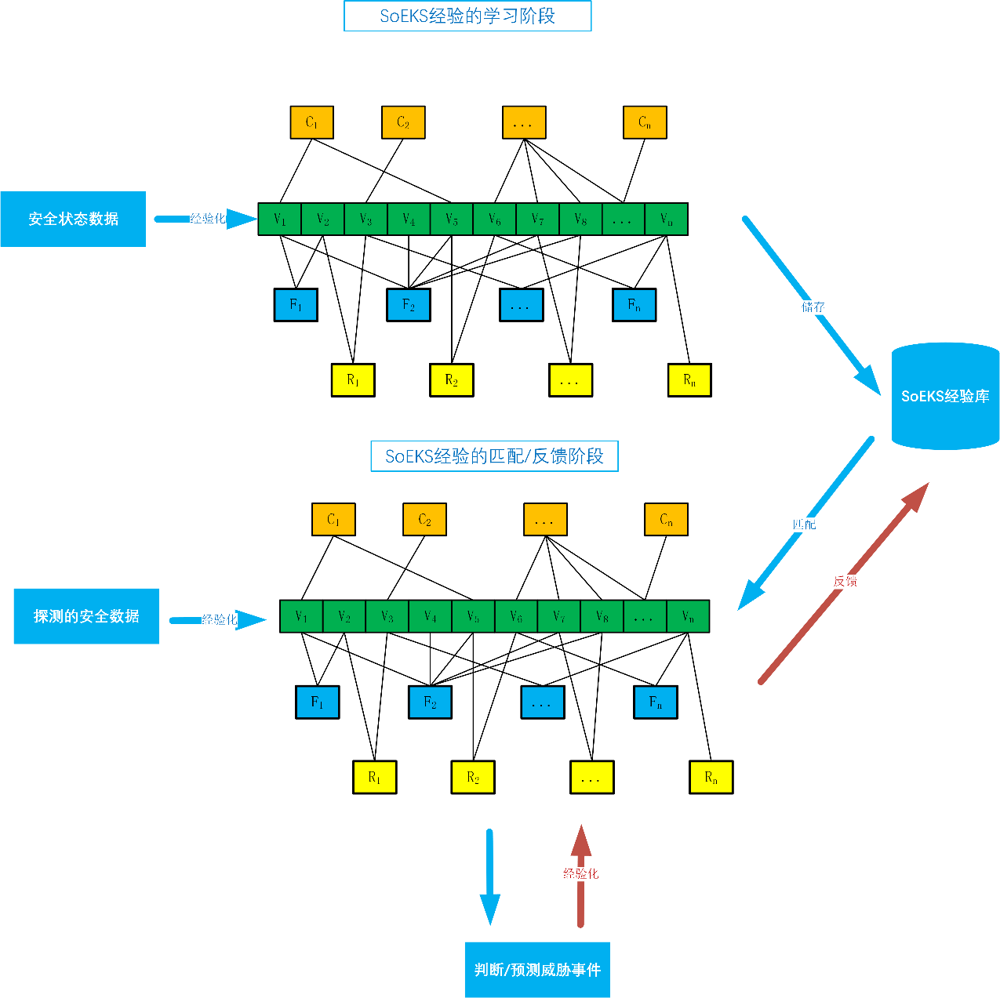 SoEKS经验的学习阶段
C1 C2 ... Cn
安全状态数据
经验化
V1 V2 V3 V4 V5 V6 V7 V8 ... Vn
F1 F2 ... Fn
储存
R1 R2 ... Rn
SoEKS经验库
SoEKS经验的匹配/反馈阶段
C1 C2 ... Cn
匹配
反馈
探测的安全数据
经验化
V1 V2 V3 V4 V5 V6 V7 V8 ... Vn
F1 F2 ... Fn
R1 R2 ... Rn
经验化
判断/预测威胁事件